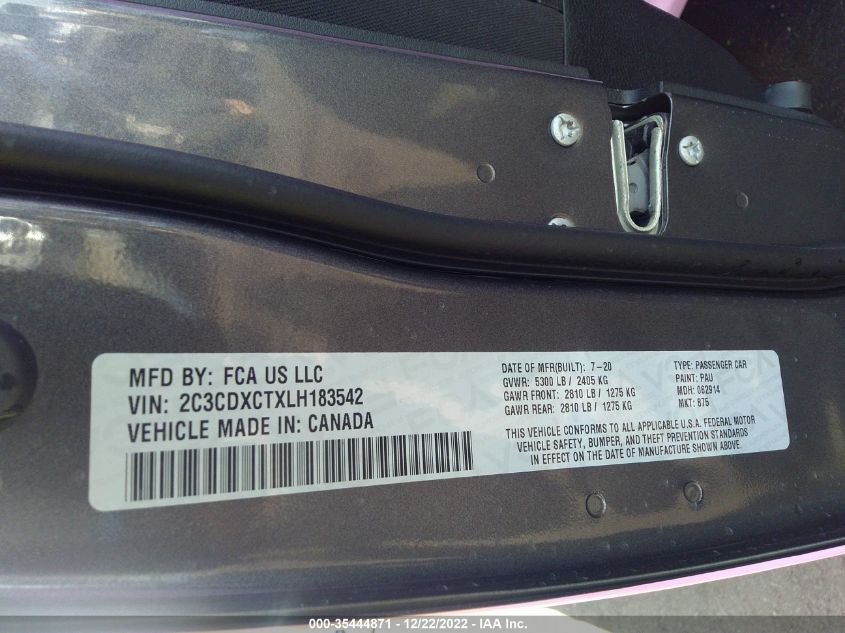 MFD BY: FCA US LLC
VIN: 2C3CDXCTXLH183542
VEHICLE MADE IN: CANADA
DATE OF MFR(BUILT): 7-20
GVWR: 5300 LB / 2405 KG
GAWR FRONT: 2810 LB / 1275 KG
GAWR REAR: 2810 LB / 1275 KG
TYPE: PASSENGER CAR
PAINT: PAU
MDH: 062914
MKT: 875
THIS VEHICLE CONFORMS TO ALL APPLICABLE U.S.A. FEDERAL MOTOR
VEHICLE SAFETY, BUMPER, AND THEFT PREVENTION STANDARDS
IN EFFECT ON THE DATE OF MANUFACTURE SHOWN ABOVE.
000-35444871 - 12/22/2022 - IAA Inc.